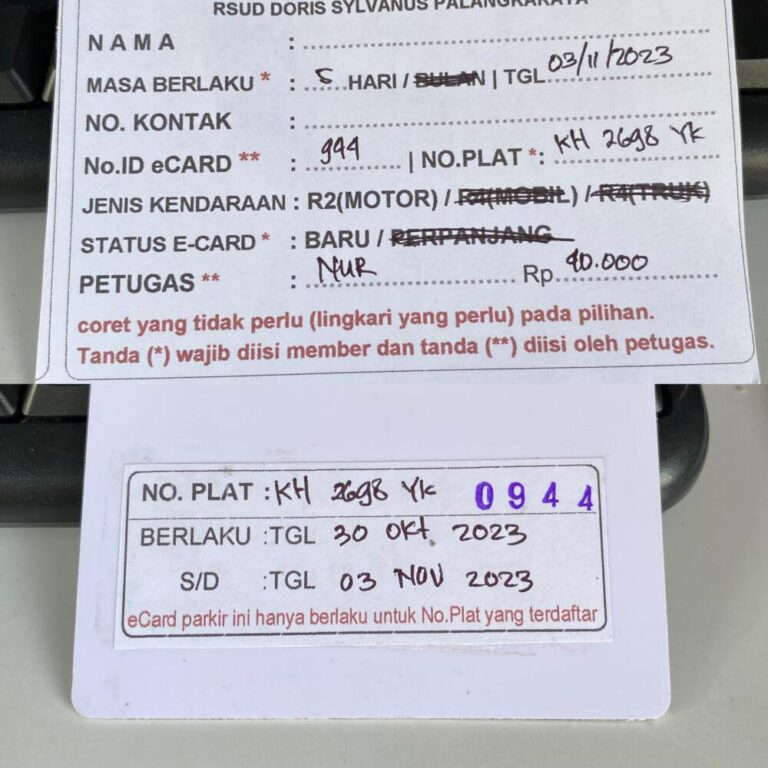 RSUD DORIS SYLVANUS PALANGKARAYA
NAMA :
MASA BERLAKU * : 5 HARI / BULAN | TGL 03/11/2023
NO. KONTAK :
No.ID eCARD ** : 944 | NO.PLAT *: KH 2698 YK
JENIS KENDARAAN : R2(MOTOR) / R4(MOBIL) / R4(TRUK)
STATUS E-CARD * : BARU / PERPANJANG
PETUGAS ** : NUR Rp 90.000
coret yang tidak perlu (lingkari yang perlu) pada pilihan.
Tanda (*) wajib diisi member dan tanda (**) diisi oleh petugas.
NO. PLAT : KH 2698 YK 0944
BERLAKU :TGL 30 OKt 2023
S/D :TGL 03 NOV 2023
eCard parkir ini hanya berlaku untuk No.Plat yang terdaftar